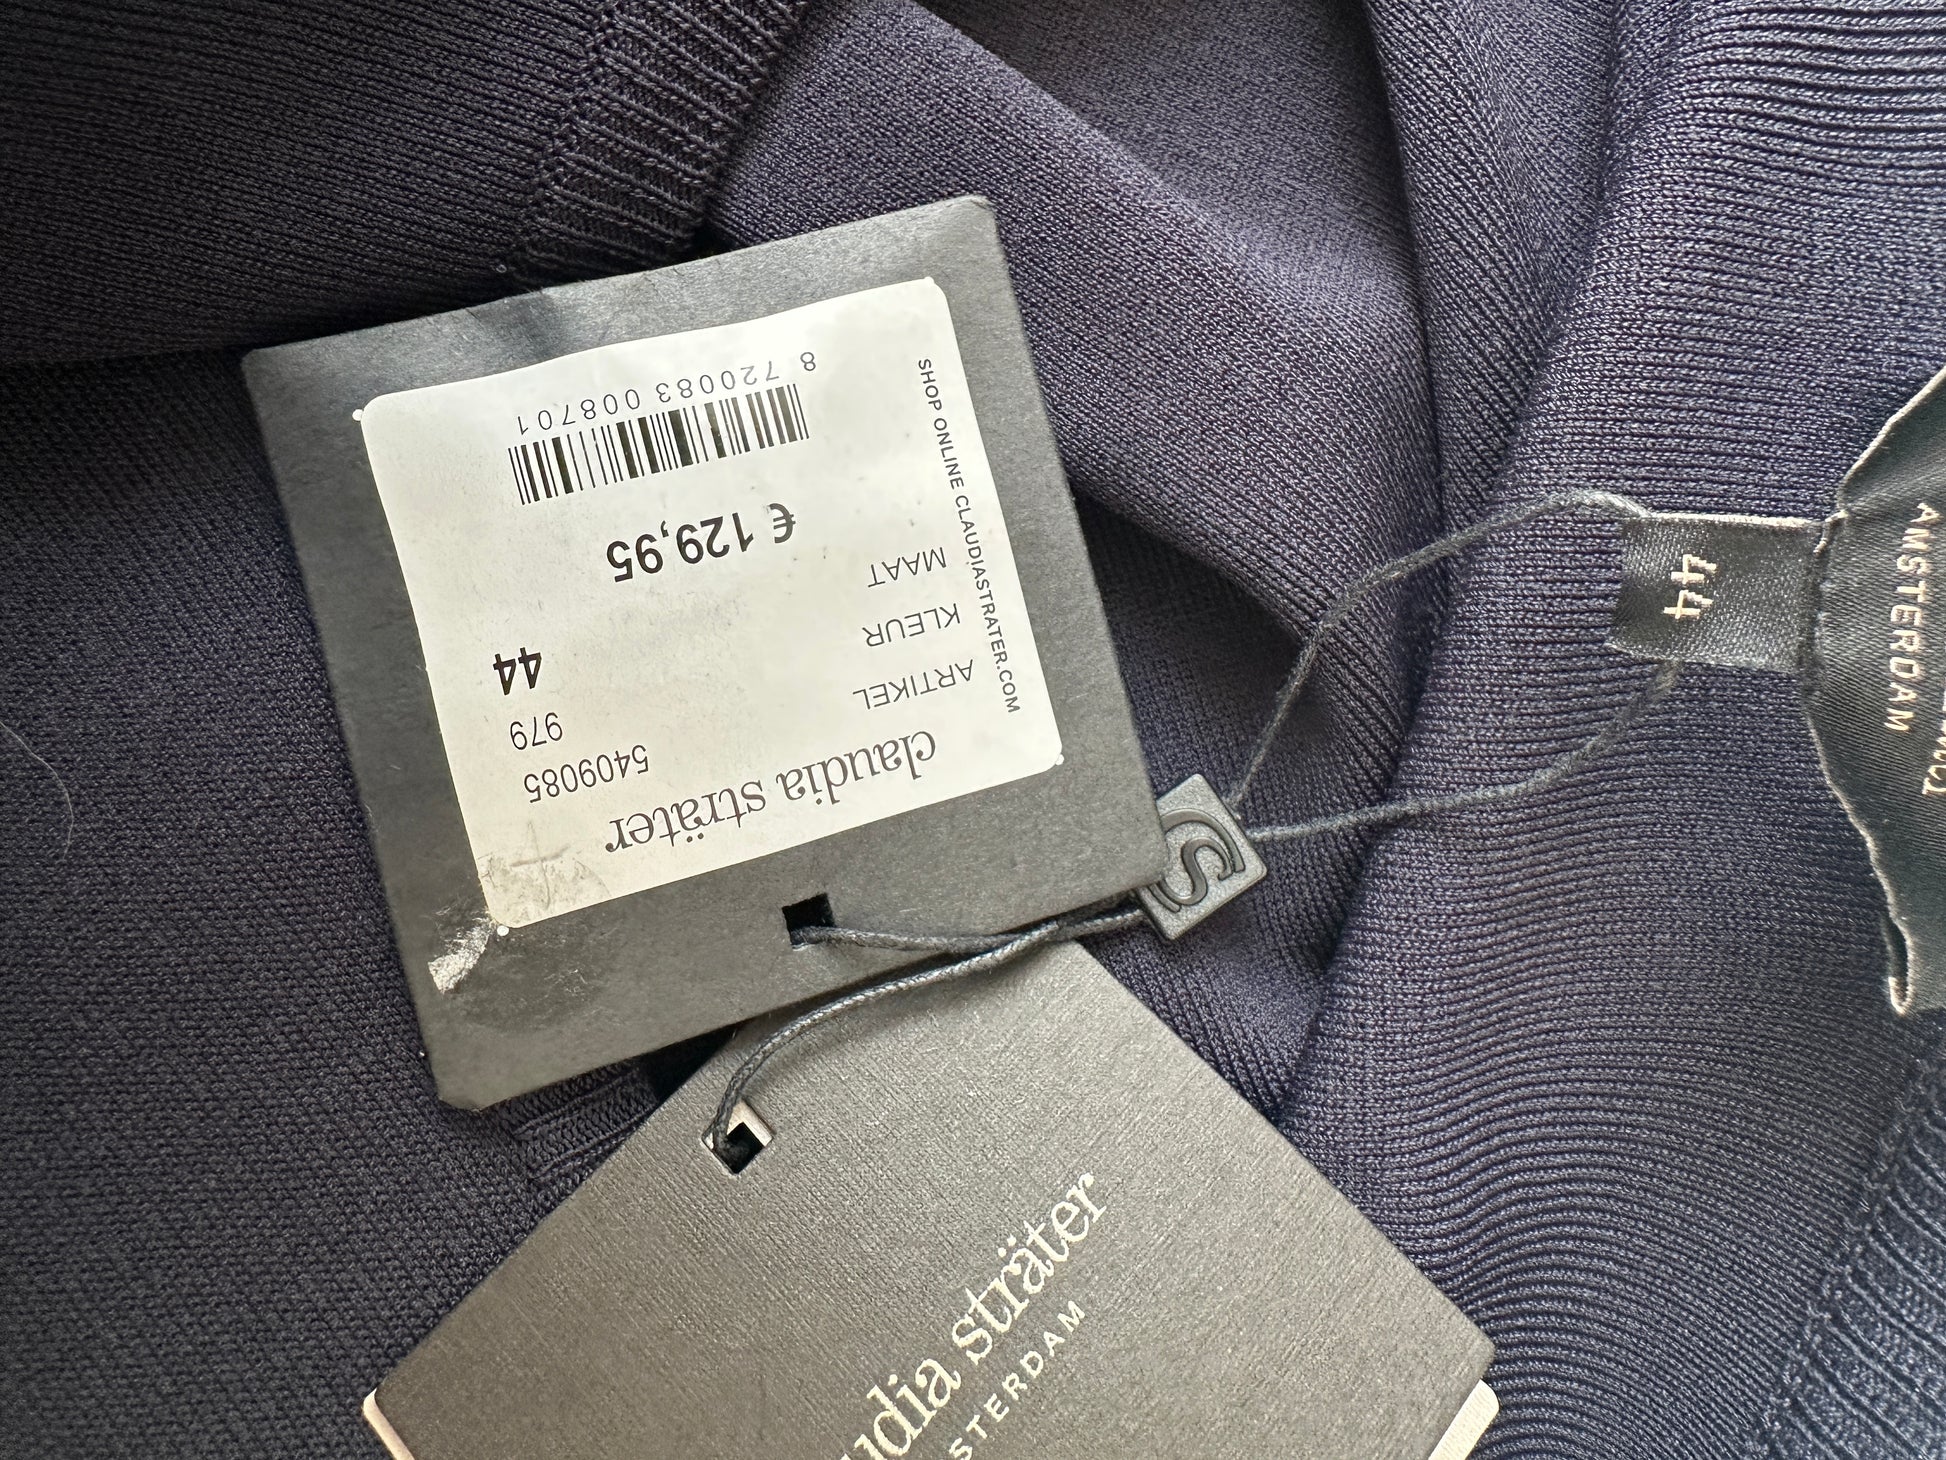 claudia sträter
ARTIKEL 5409085
KLEUR 979
MAAT 44
€ 129,95
8 720083 008701
SHOP ONLINE CLAUDIASTRATER.COM
S
44
AMSTERDAM
sträter